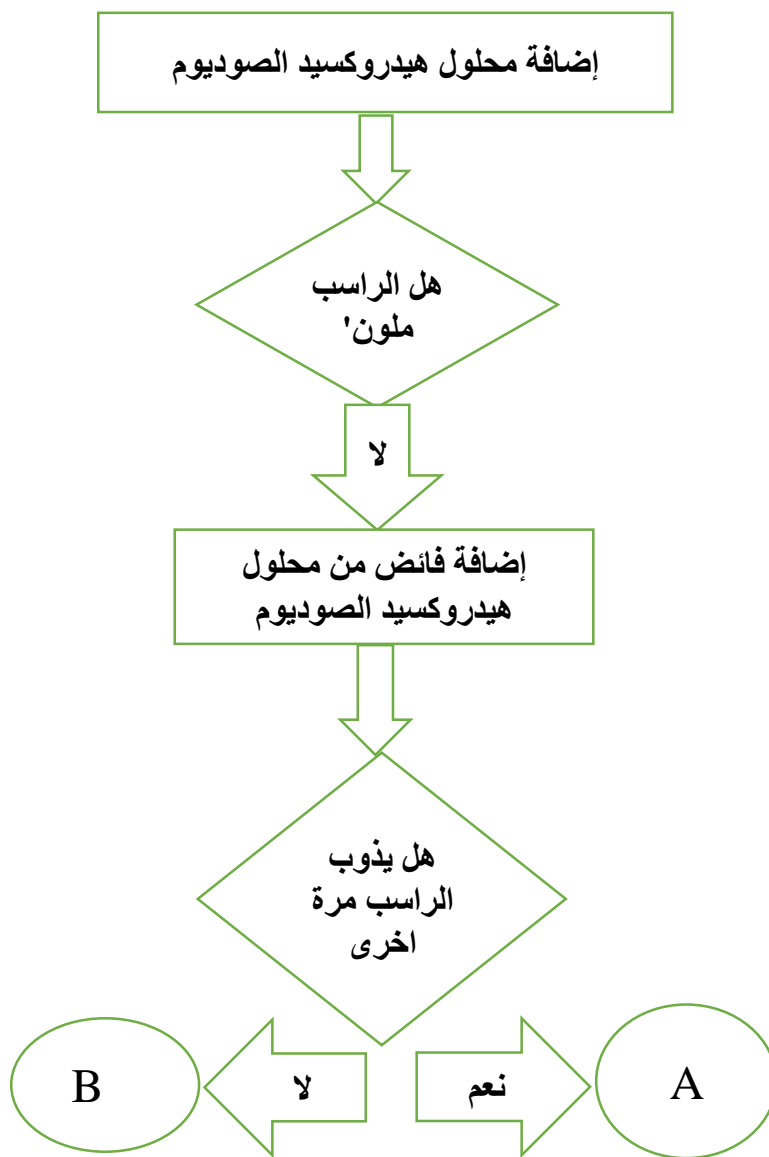 إضافة محلول هيدروكسيد الصوديوم
هل الراسب
ملون'
لا
إضافة فائض من محلول
هيدروكسيد الصوديوم
هل يذوب
الراسب مرة
اخرى
نعم
لا
A
B